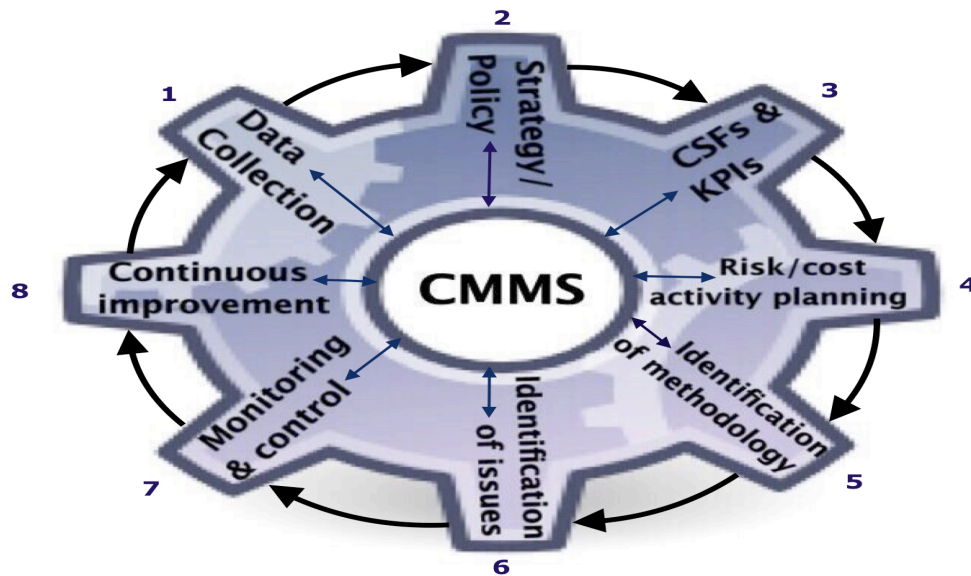 1
Data
Collection
2
Strategy/
Policy
3
CSFs &
KPIs
4
Risk/cost
activity planning
5
Identification
of methodology
6
Identification
of issues
7
Monitoring
& control
8
Continuous
improvement
CMMS